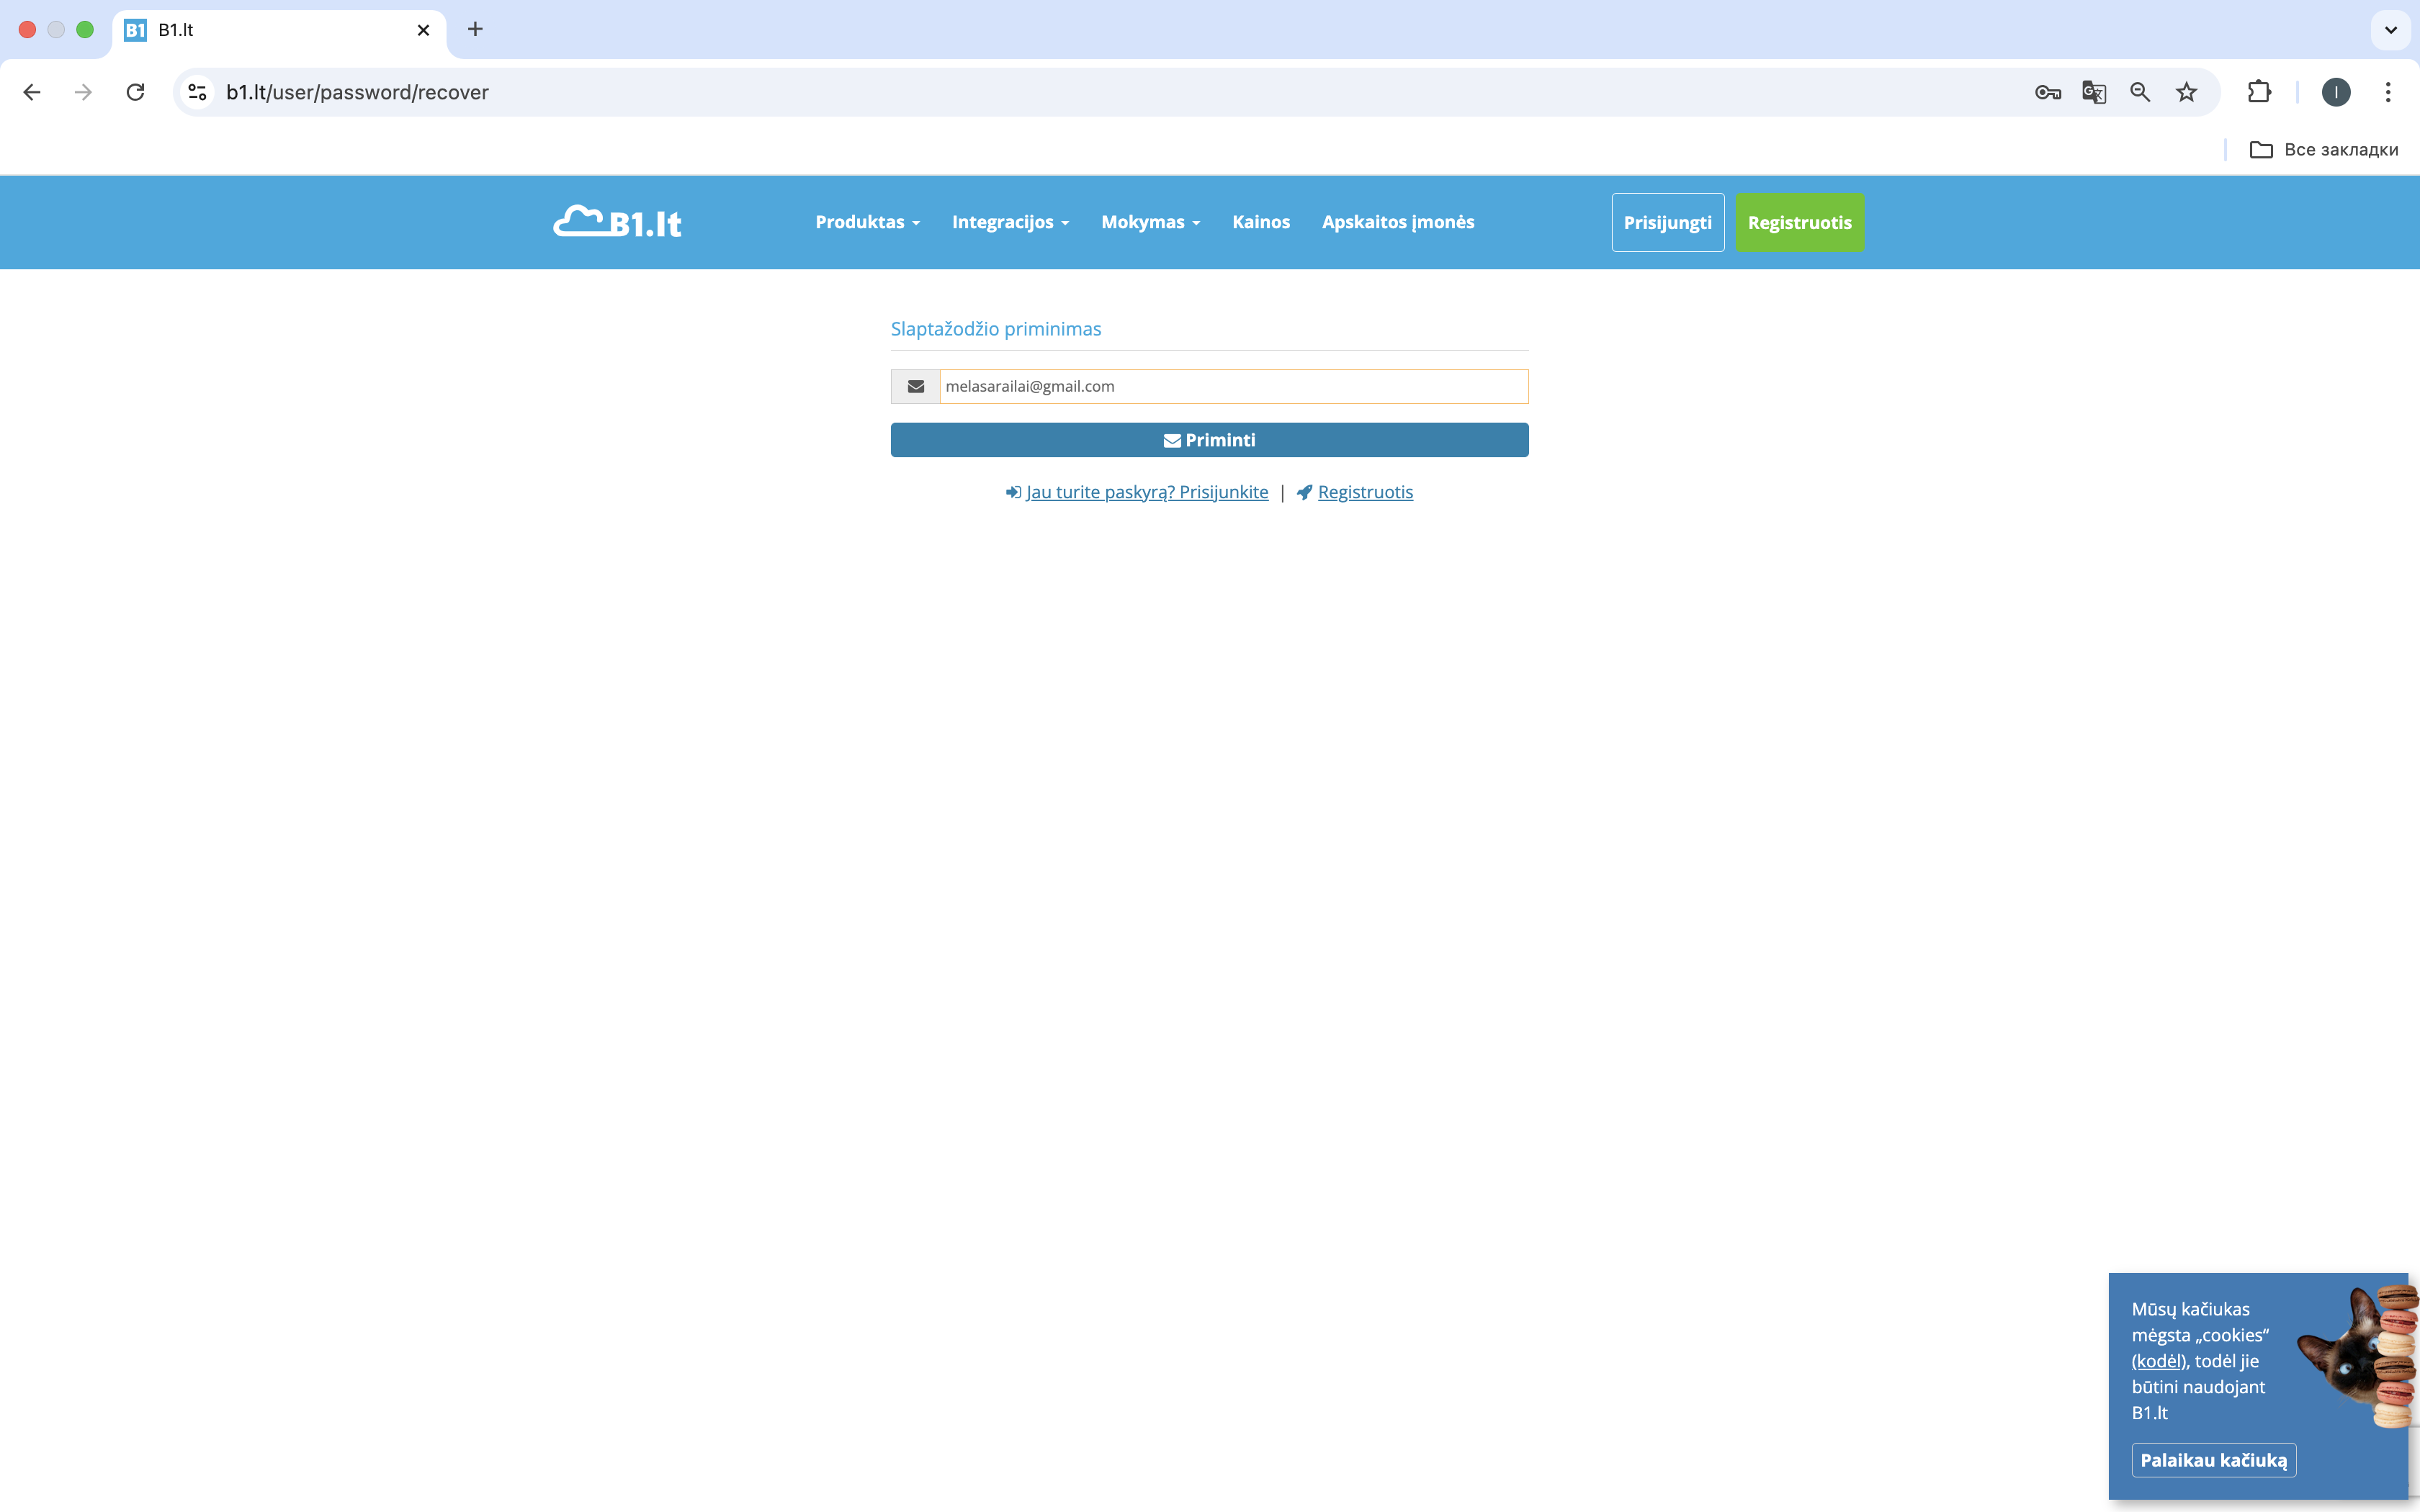 B1 B1.lt
b1.lt/user/password/recover
I
Все закладки
B1.lt
Produktas Integracijos Mokymas Kainos Apskaitos įmonės Prisijungti Registruotis
Slaptažodžio priminimas
melasarailai@gmail.com
Priminti
Jau turite paskyrą? Prisijunkite | Registruotis
Mūsų kačiukas
mėgsta „cookies“
(kodėl), todėl jie
būtini naudojant
B1.lt
Palaikau kačiuką